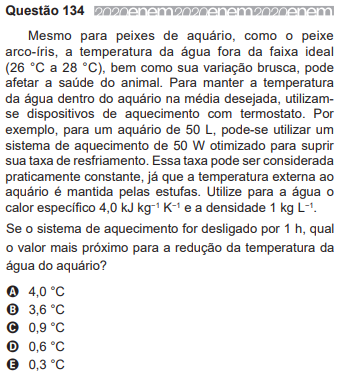 Questão 134 2020enem2020enem2020enem
Mesmo para peixes de aquário, como o peixe
arco-íris, a temperatura da água fora da faixa ideal
(26 °C a 28 °C), bem como sua variação brusca, pode
afetar a saúde do animal. Para manter a temperatura
da água dentro do aquário na média desejada, utilizam-
se dispositivos de aquecimento com termostato. Por
exemplo, para um aquário de 50 L, pode-se utilizar um
sistema de aquecimento de 50 W otimizado para suprir
sua taxa de resfriamento. Essa taxa pode ser considerada
praticamente constante, já que a temperatura externa ao
aquário é mantida pelas estufas. Utilize para a água o
calor específico 4,0 kJ kg⁻¹ K⁻¹ e a densidade 1 kg L⁻¹.
Se o sistema de aquecimento for desligado por 1 h, qual
o valor mais próximo para a redução da temperatura da
água do aquário?
A 4,0 °C
B 3,6 °C
C 0,9 °C
D 0,6 °C
E 0,3 °C